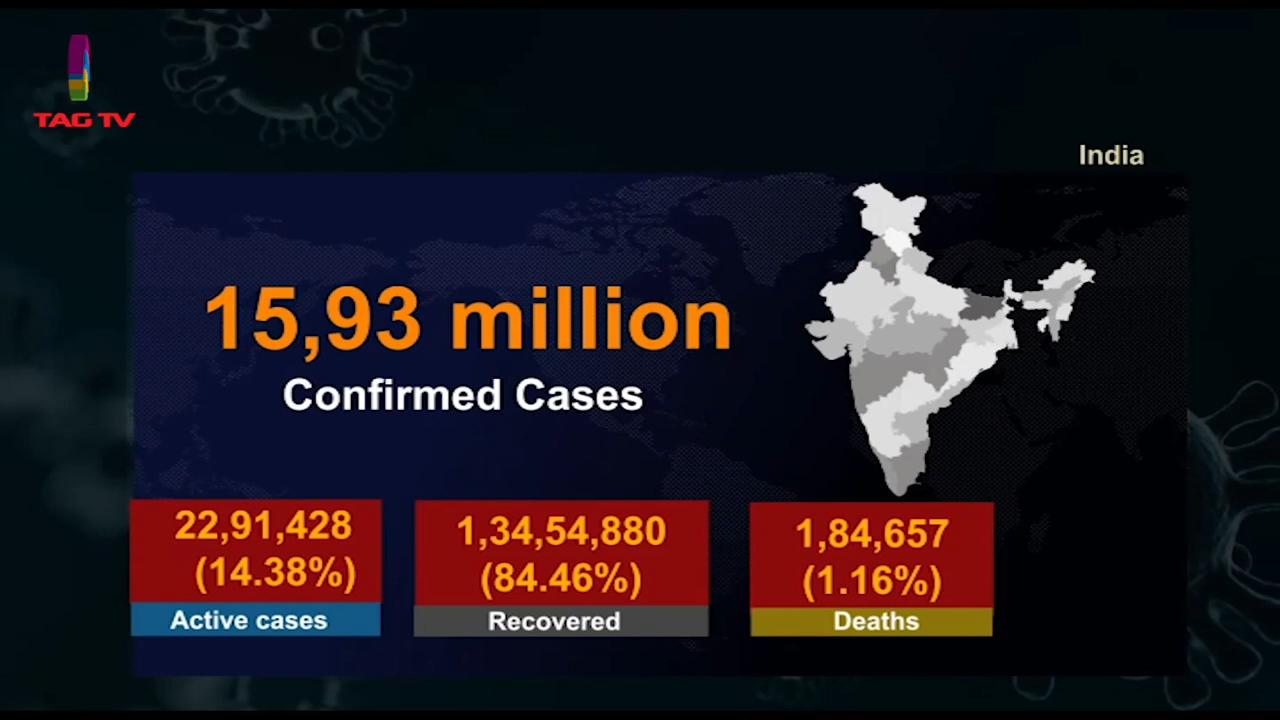 TAG TV
India
15,93 million
Confirmed Cases
22,91,428
(14.38%)
Active cases
1,34,54,880
(84.46%)
Recovered
1,84,657
(1.16%)
Deaths